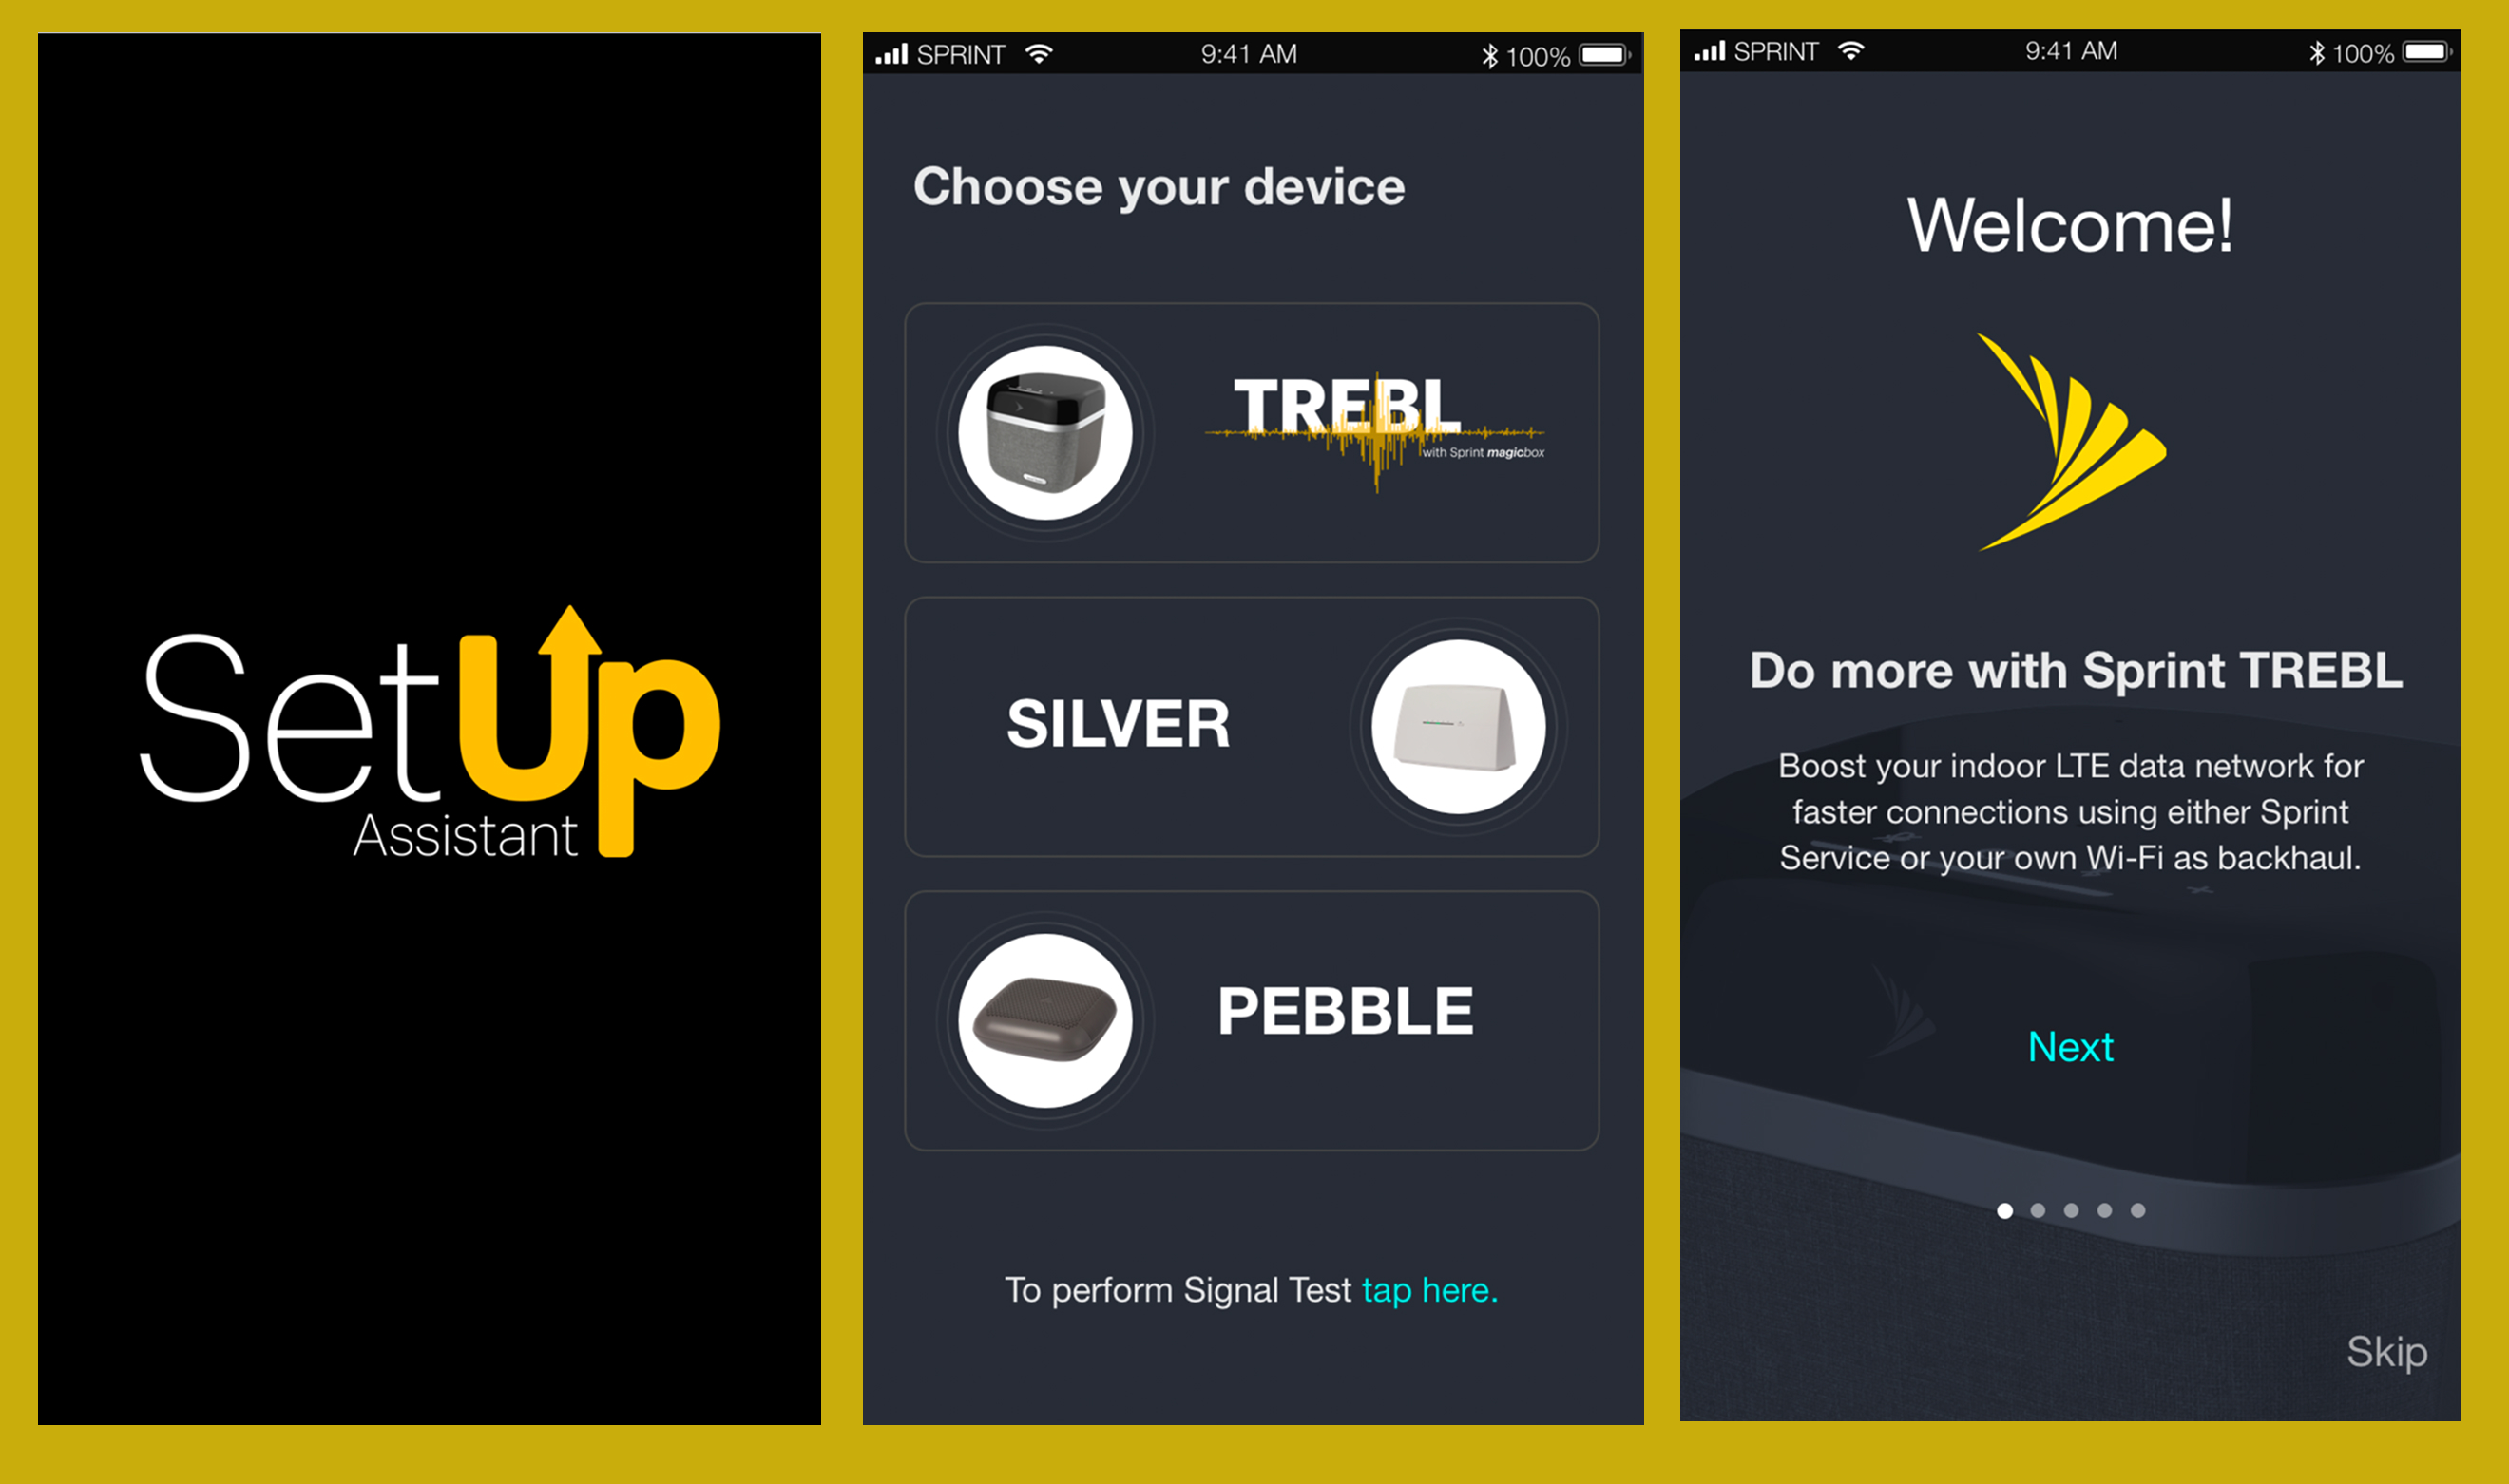 SetUp
Assistant
SPRINT 9:41 AM 100%
Choose your device
TREBL
with Sprint magicbox
SILVER
PEBBLE
To perform Signal Test tap here.
SPRINT 9:41 AM 100%
Welcome!
Do more with Sprint TREBL
Boost your indoor LTE data network for
faster connections using either Sprint
Service or your own Wi-Fi as backhaul.
Next
Skip